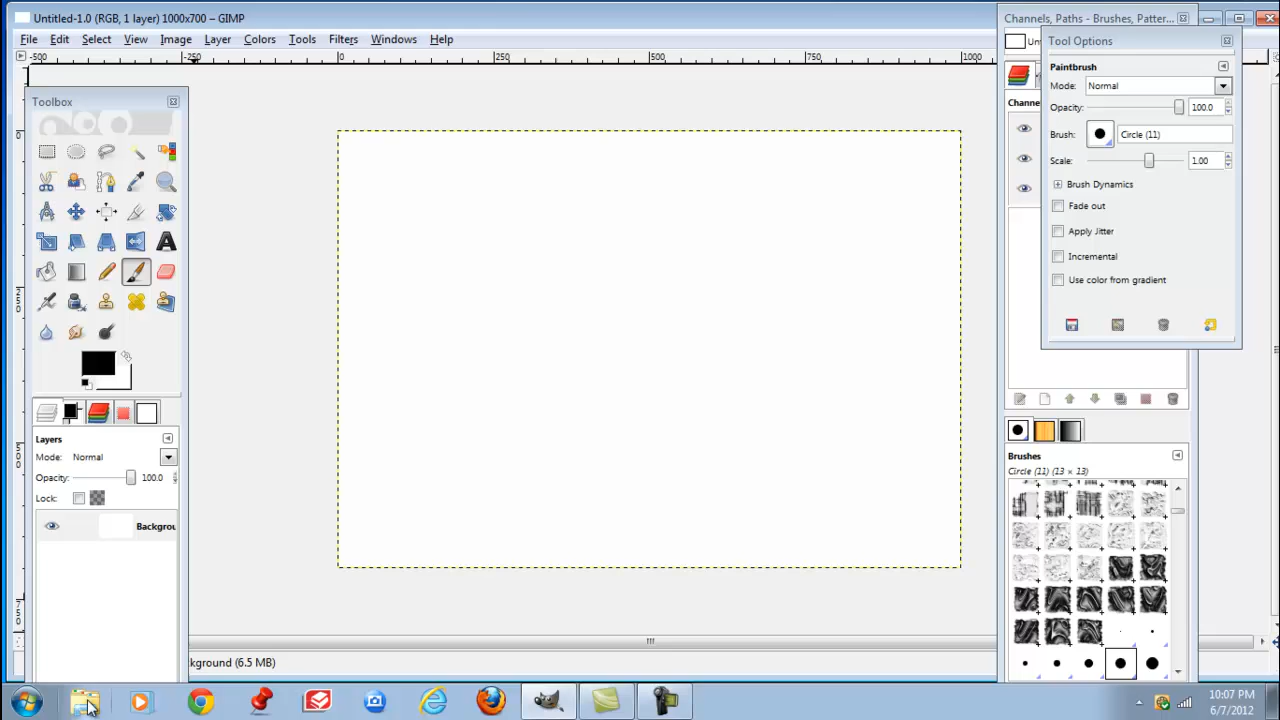 Untitled-1.0 (RGB, 1 layer) 1000x700 – GIMP
Channels, Paths - Brushes, Patter...
File Edit Select View Image Layer Colors Tools Filters Windows Help
Tool Options
-500 -250 0 250 500 750 1000
Paintbrush
Mode: Normal
Opacity: 100.0
Brush: Circle (11)
Scale: 1.00
Brush Dynamics
Fade out
Apply Jitter
Incremental
Use color from gradient
Toolbox
Layers
Mode: Normal
Opacity: 100.0
Lock:
Backgrou
Brushes
Circle (11) (13 × 13)
kground (6.5 MB)
10:07 PM
6/7/2012